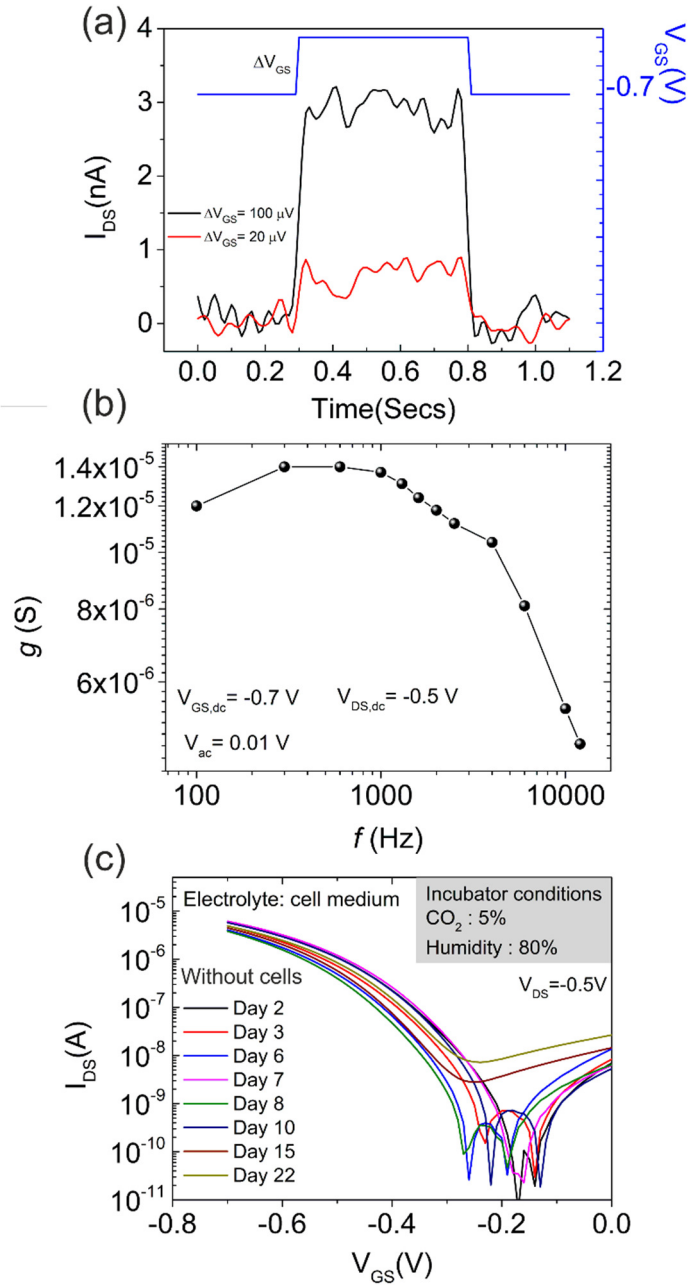 (a)
4
3
2
1
0
I_DS(nA)
ΔV_GS
V_GS(V)
-0.7
ΔV_GS= 100 μV
ΔV_GS= 20 μV
0.0 0.2 0.4 0.6 0.8 1.0 1.2
Time(Secs)
(b)
1.4x10^-5
1.2x10^-5
10^-5
8x10^-6
6x10^-6
g (S)
V_GS,dc= -0.7 V V_DS,dc= -0.5 V
V_ac= 0.01 V
100 1000 10000
f (Hz)
(c)
10^-5
10^-6
10^-7
10^-8
10^-9
10^-10
10^-11
I_DS(A)
Electrolyte: cell medium
Incubator conditions
CO_2 : 5%
Humidity : 80%
V_DS=-0.5V
Without cells
Day 2
Day 3
Day 6
Day 7
Day 8
Day 10
Day 15
Day 22
-0.8 -0.6 -0.4 -0.2 0.0
V_GS(V)